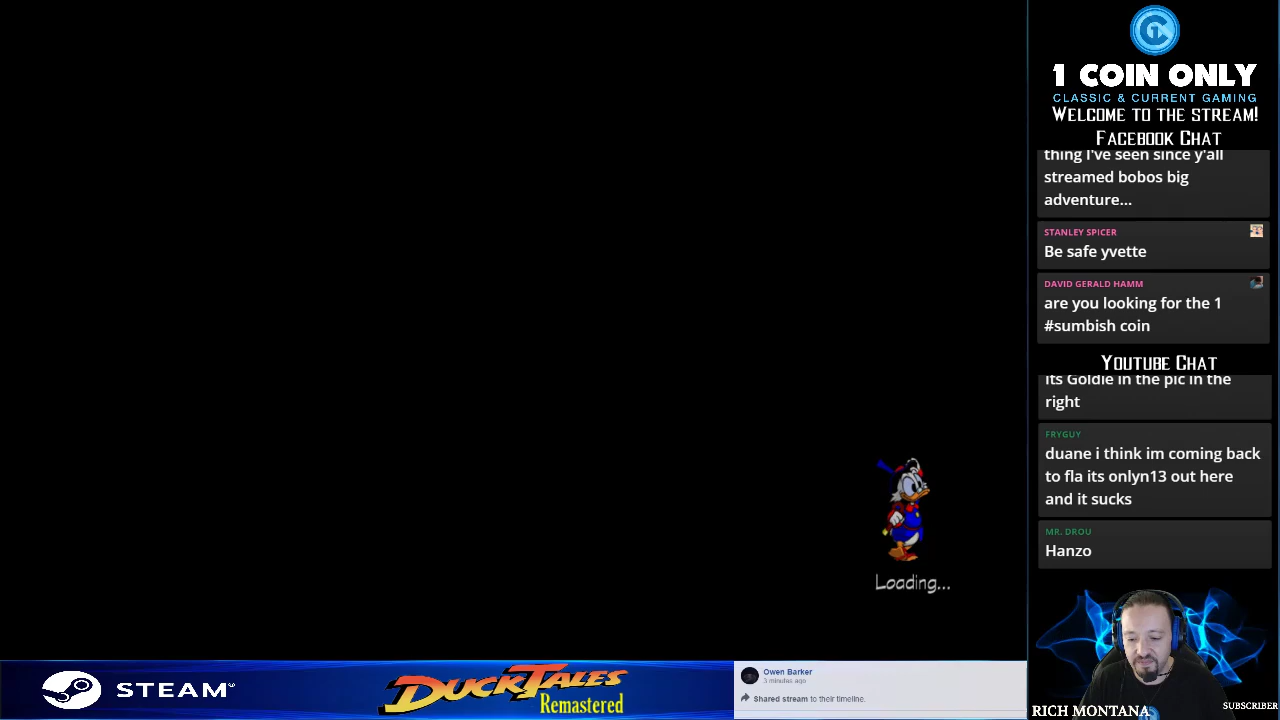 1 COIN ONLY
CLASSIC & CURRENT GAMING
WELCOME TO THE STREAM!
FACEBOOK CHAT
thing I've seen since y'all
streamed bobos big
adventure...
STANLEY SPICER
Be safe yvette
DAVID GERALD HAMM
are you looking for the 1
#sumbish coin
YOUTUBE CHAT
its Goldie in the pic in the
right
FRYGUY
duane i think im coming back
to fla its onlyn13 out here
and it sucks
MR. DROU
Hanzo
Loading...
STEAM®
DUCKTALES
Remastered
Owen Barker
3 minutes ago
Shared stream to their timeline.
RICH MONTANA
SUBSCRIBER